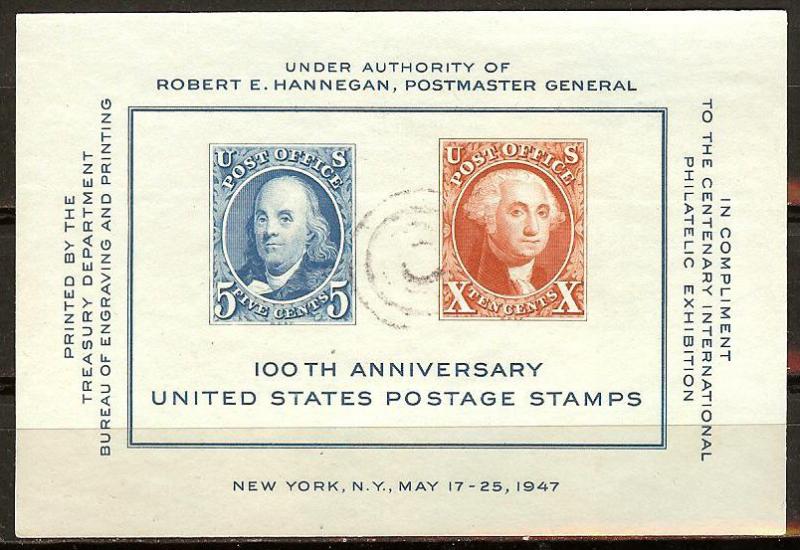 UNDER AUTHORITY OF
ROBERT E. HANNEGAN, POSTMASTER GENERAL
PRINTED BY THE
TREASURY DEPARTMENT
BUREAU OF ENGRAVING AND PRINTING
U S
POST OFFICE
5 5
FIVE CENTS
U S
POST OFFICE
X X
TEN CENTS
100TH ANNIVERSARY
UNITED STATES POSTAGE STAMPS
IN COMPLIMENT
TO THE CENTENARY INTERNATIONAL
PHILATELIC EXHIBITION
NEW YORK, N.Y., MAY 17-25, 1947